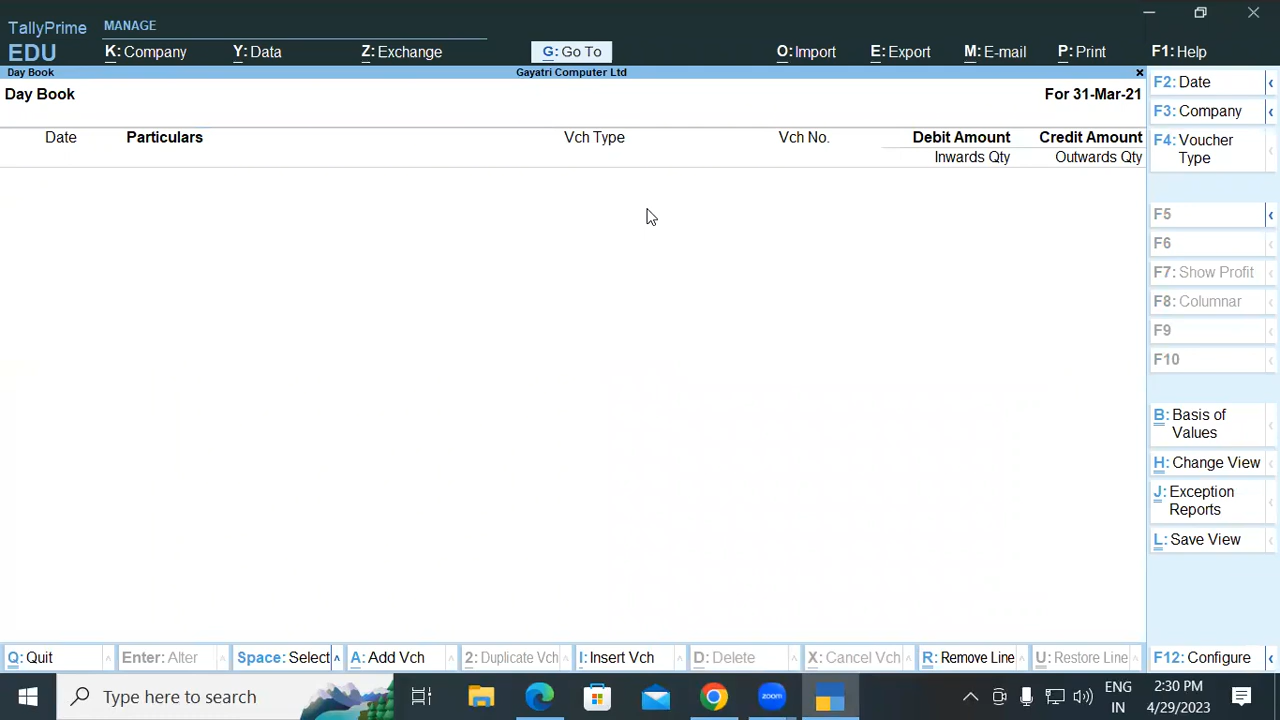 TallyPrime
EDU
MANAGE
K: Company
Y: Data
Z: Exchange
G: Go To
O: Import
E: Export
M: E-mail
P: Print
F1: Help
Day Book
Gayatri Computer Ltd
Day Book
For 31-Mar-21
Date
Particulars
Vch Type
Vch No.
Debit Amount
Credit Amount
Inwards Qty
Outwards Qty
F2: Date
F3: Company
F4: Voucher
Type
F5
F6
F7: Show Profit
F8: Columnar
F9
F10
B: Basis of
Values
H: Change View
J: Exception
Reports
L: Save View
Q: Quit
Enter: Alter
Space: Select
A: Add Vch
2: Duplicate Vch
I: Insert Vch
D: Delete
X: Cancel Vch
R: Remove Line
U: Restore Line
F12: Configure
Type here to search
zoom
ENG
IN
2:30 PM
4/29/2023